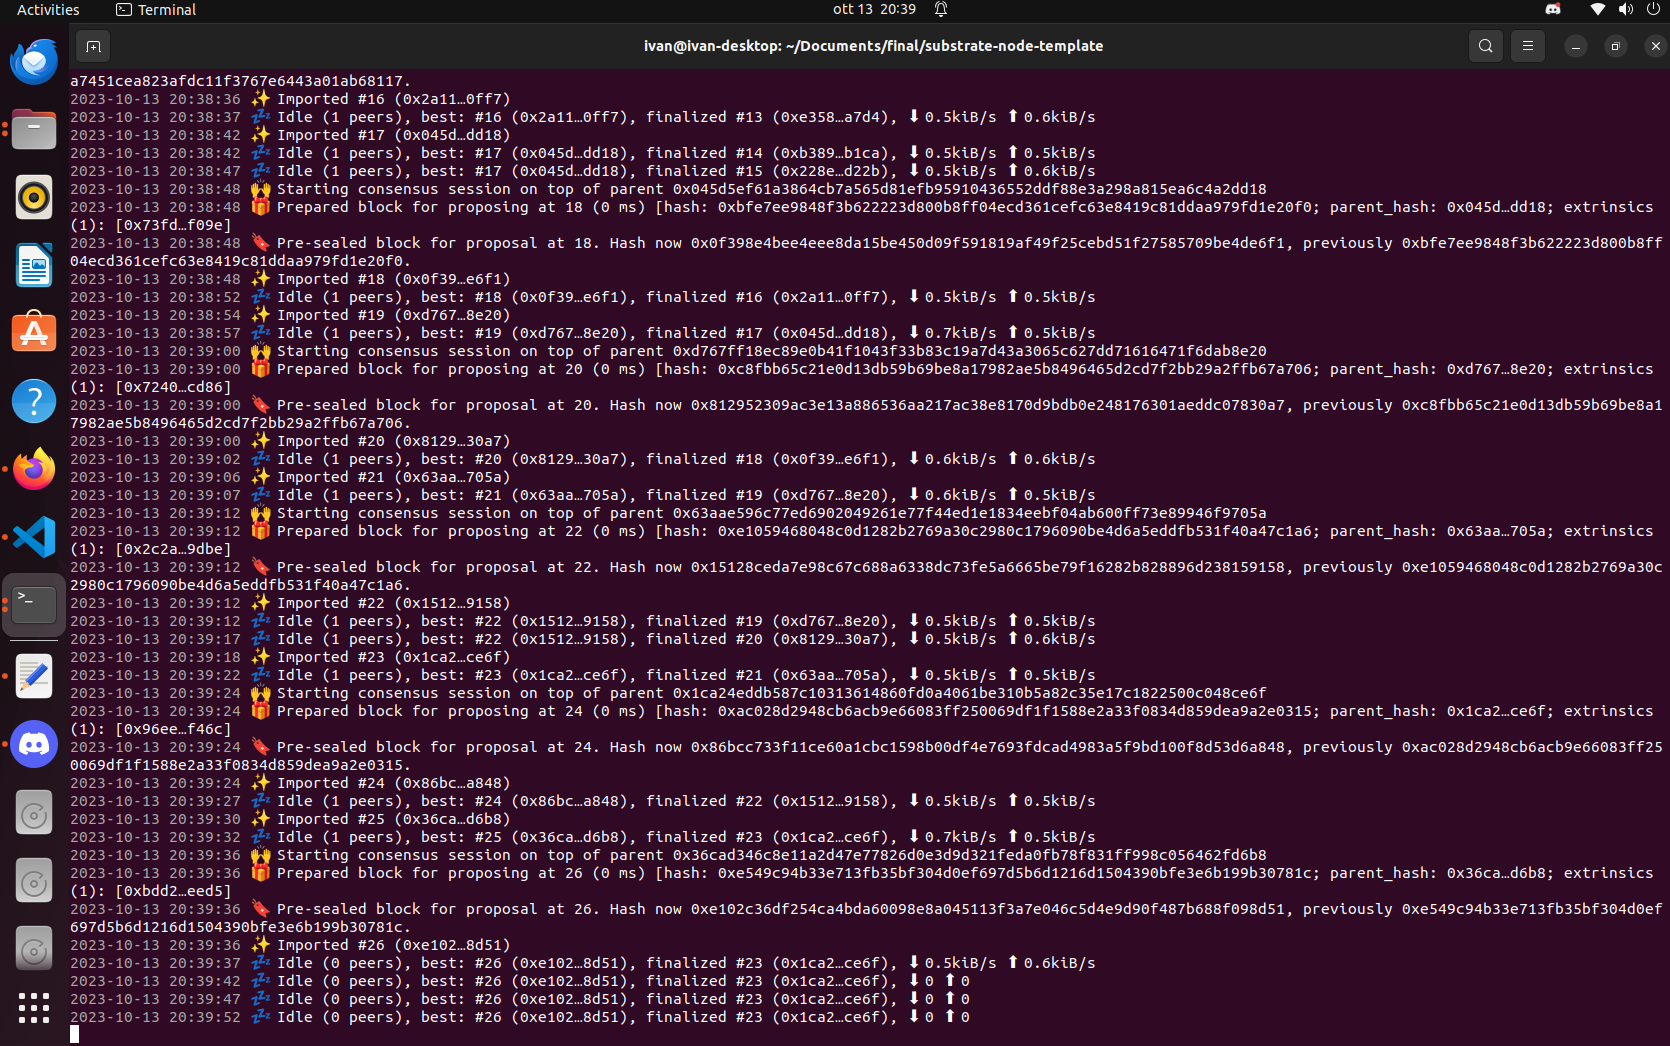 Activities
Terminal
ott 13 20:39
ivan@ivan-desktop: ~/Documents/final/substrate-node-template
a7451cea823afdc11f3767e6443a01ab68117.
2023-10-13 20:38:36 ✨ Imported #16 (0x2a11…0ff7)
2023-10-13 20:38:37 💤 Idle (1 peers), best: #16 (0x2a11…0ff7), finalized #13 (0xe358…a7d4), ⬇ 0.5kiB/s ⬆ 0.6kiB/s
2023-10-13 20:38:42 ✨ Imported #17 (0x045d…dd18)
2023-10-13 20:38:42 💤 Idle (1 peers), best: #17 (0x045d…dd18), finalized #14 (0xb389…b1ca), ⬇ 0.5kiB/s ⬆ 0.5kiB/s
2023-10-13 20:38:47 💤 Idle (1 peers), best: #17 (0x045d…dd18), finalized #15 (0x228e…d22b), ⬇ 0.5kiB/s ⬆ 0.5kiB/s
2023-10-13 20:38:48 🙌 Starting consensus session on top of parent 0x045d5ef61a3864cb7a565d81efb95910436552ddf88e3a298a815ea6c4a2dd18
2023-10-13 20:38:48 🎁 Prepared block for proposing at 18 (0 ms) [hash: 0xbfe7ee9848f3b622223d800b8ff04ecd361cefc63e8419c81ddaa979fd1e20f0; parent_hash: 0x045d…dd18; extrinsics
(1): [0x73fd…f09e]
2023-10-13 20:38:48 🔖 Pre-sealed block for proposal at 18. Hash now 0x0f398e4bee4eee8da15be450d09f591819af49f25cebd51f27585709be4de6f1, previously 0xbfe7ee9848f3b622223d800b8ff
04ecd361cefc63e8419c81ddaa979fd1e20f0.
2023-10-13 20:38:48 ✨ Imported #18 (0x0f39…e6f1)
2023-10-13 20:38:52 💤 Idle (1 peers), best: #18 (0x0f39…e6f1), finalized #16 (0x2a11…0ff7), ⬇ 0.5kiB/s ⬆ 0.5kiB/s
2023-10-13 20:38:54 ✨ Imported #19 (0xd767…8e20)
2023-10-13 20:38:57 💤 Idle (1 peers), best: #19 (0xd767…8e20), finalized #17 (0x045d…dd18), ⬇ 0.7kiB/s ⬆ 0.5kiB/s
2023-10-13 20:39:00 🙌 Starting consensus session on top of parent 0xd767ff18ec89e0b41f1043f33b83c19a7d43a3065c627dd71616471f6dab8e20
2023-10-13 20:39:00 🎁 Prepared block for proposing at 20 (0 ms) [hash: 0xc8fbb65c21e0d13db59b69be8a17982ae5b8496465d2cd7f2bb29a2ffb67a706; parent_hash: 0xd767…8e20; extrinsics
(1): [0x7240…cd86]
2023-10-13 20:39:00 🔖 Pre-sealed block for proposal at 20. Hash now 0x812952309ac3e13a886536aa217ac38e8170d9bdb0e248176301aeddc07830a7, previously 0xc8fbb65c21e0d13db59b69be8a1
7982ae5b8496465d2cd7f2bb29a2ffb67a706.
2023-10-13 20:39:00 ✨ Imported #20 (0x8129…30a7)
2023-10-13 20:39:02 💤 Idle (1 peers), best: #20 (0x8129…30a7), finalized #18 (0x0f39…e6f1), ⬇ 0.6kiB/s ⬆ 0.6kiB/s
2023-10-13 20:39:06 ✨ Imported #21 (0x63aa…705a)
2023-10-13 20:39:07 💤 Idle (1 peers), best: #21 (0x63aa…705a), finalized #19 (0xd767…8e20), ⬇ 0.6kiB/s ⬆ 0.5kiB/s
2023-10-13 20:39:12 🙌 Starting consensus session on top of parent 0x63aae596c77ed6902049261e77f44ed1e1834eebf04ab600ff73e89946f9705a
2023-10-13 20:39:12 🎁 Prepared block for proposing at 22 (0 ms) [hash: 0xe1059468048c0d1282b2769a30c2980c1796090be4d6a5eddfb531f40a47c1a6; parent_hash: 0x63aa…705a; extrinsics
(1): [0x2c2a…9dbe]
2023-10-13 20:39:12 🔖 Pre-sealed block for proposal at 22. Hash now 0x15128ceda7e98c67c688a6338dc73fe5a6665be79f16282b828896d238159158, previously 0xe1059468048c0d1282b2769a30c
2980c1796090be4d6a5eddfb531f40a47c1a6.
2023-10-13 20:39:12 ✨ Imported #22 (0x1512…9158)
2023-10-13 20:39:12 💤 Idle (1 peers), best: #22 (0x1512…9158), finalized #19 (0xd767…8e20), ⬇ 0.5kiB/s ⬆ 0.5kiB/s
2023-10-13 20:39:17 💤 Idle (1 peers), best: #22 (0x1512…9158), finalized #20 (0x8129…30a7), ⬇ 0.5kiB/s ⬆ 0.6kiB/s
2023-10-13 20:39:18 ✨ Imported #23 (0x1ca2…ce6f)
2023-10-13 20:39:22 💤 Idle (1 peers), best: #23 (0x1ca2…ce6f), finalized #21 (0x63aa…705a), ⬇ 0.5kiB/s ⬆ 0.5kiB/s
2023-10-13 20:39:24 🙌 Starting consensus session on top of parent 0x1ca24eddb587c10313614860fd0a4061be310b5a82c35e17c1822500c048ce6f
2023-10-13 20:39:24 🎁 Prepared block for proposing at 24 (0 ms) [hash: 0xac028d2948cb6acb9e66083ff250069df1f1588e2a33f0834d859dea9a2e0315; parent_hash: 0x1ca2…ce6f; extrinsics
(1): [0x96ee…f46c]
2023-10-13 20:39:24 🔖 Pre-sealed block for proposal at 24. Hash now 0x86bcc733f11ce60a1cbc1598b00df4e7693fdcad4983a5f9bd100f8d53d6a848, previously 0xac028d2948cb6acb9e66083ff25
0069df1f1588e2a33f0834d859dea9a2e0315.
2023-10-13 20:39:24 ✨ Imported #24 (0x86bc…a848)
2023-10-13 20:39:27 💤 Idle (1 peers), best: #24 (0x86bc…a848), finalized #22 (0x1512…9158), ⬇ 0.5kiB/s ⬆ 0.5kiB/s
2023-10-13 20:39:30 ✨ Imported #25 (0x36ca…d6b8)
2023-10-13 20:39:32 💤 Idle (1 peers), best: #25 (0x36ca…d6b8), finalized #23 (0x1ca2…ce6f), ⬇ 0.7kiB/s ⬆ 0.5kiB/s
2023-10-13 20:39:36 🙌 Starting consensus session on top of parent 0x36cad346c8e11a2d47e77826d0e3d9d321feda0fb78f831ff998c056462fd6b8
2023-10-13 20:39:36 🎁 Prepared block for proposing at 26 (0 ms) [hash: 0xe549c94b33e713fb35bf304d0ef697d5b6d1216d1504390bfe3e6b199b30781c; parent_hash: 0x36ca…d6b8; extrinsics
(1): [0xbdd2…eed5]
2023-10-13 20:39:36 🔖 Pre-sealed block for proposal at 26. Hash now 0xe102c36df254ca4bda60098e8a045113f3a7e046c5d4e9d90f487b688f098d51, previously 0xe549c94b33e713fb35bf304d0ef
697d5b6d1216d1504390bfe3e6b199b30781c.
2023-10-13 20:39:36 ✨ Imported #26 (0xe102…8d51)
2023-10-13 20:39:37 💤 Idle (0 peers), best: #26 (0xe102…8d51), finalized #23 (0x1ca2…ce6f), ⬇ 0.5kiB/s ⬆ 0.6kiB/s
2023-10-13 20:39:42 💤 Idle (0 peers), best: #26 (0xe102…8d51), finalized #23 (0x1ca2…ce6f), ⬇ 0 ⬆ 0
2023-10-13 20:39:47 💤 Idle (0 peers), best: #26 (0xe102…8d51), finalized #23 (0x1ca2…ce6f), ⬇ 0 ⬆ 0
2023-10-13 20:39:52 💤 Idle (0 peers), best: #26 (0xe102…8d51), finalized #23 (0x1ca2…ce6f), ⬇ 0 ⬆ 0